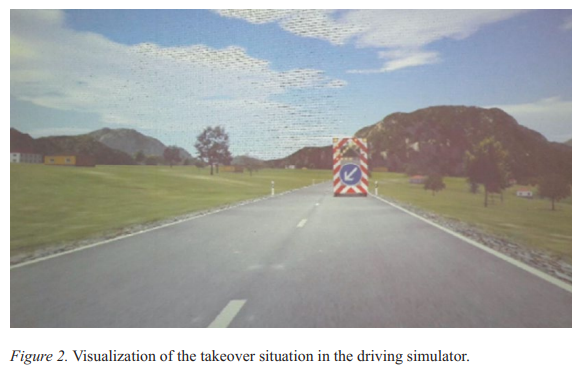 Figure 2. Visualization of the takeover situation in the driving simulator.